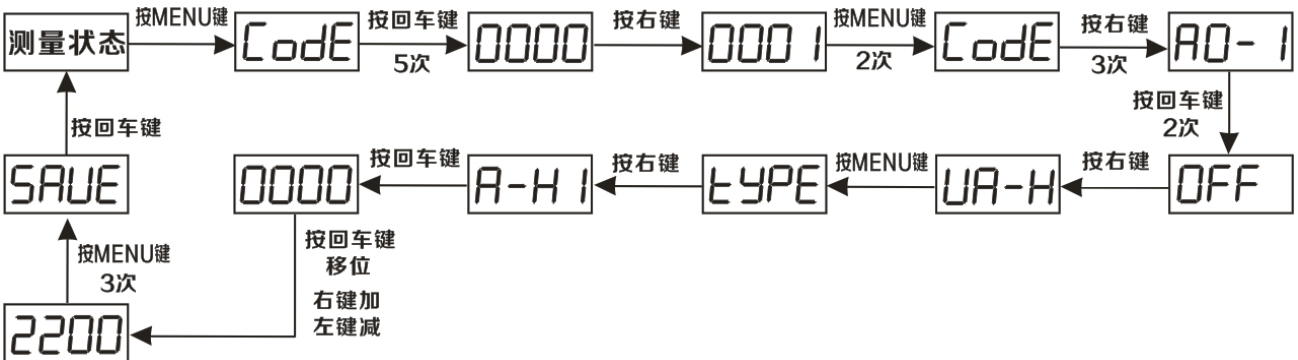 测量状态
按MENU键
CodE
按回车键
5次
0000
按右键
0001
按MENU键
2次
CodE
按右键
3次
AO-1
按回车键
2次
OFF
按右键
UA-H
按MENU键
tYPE
按右键
A-H1
按回车键
0000
按回车键
移位
右键加
左键减
2200
按MENU键
3次
SAUE
按回车键